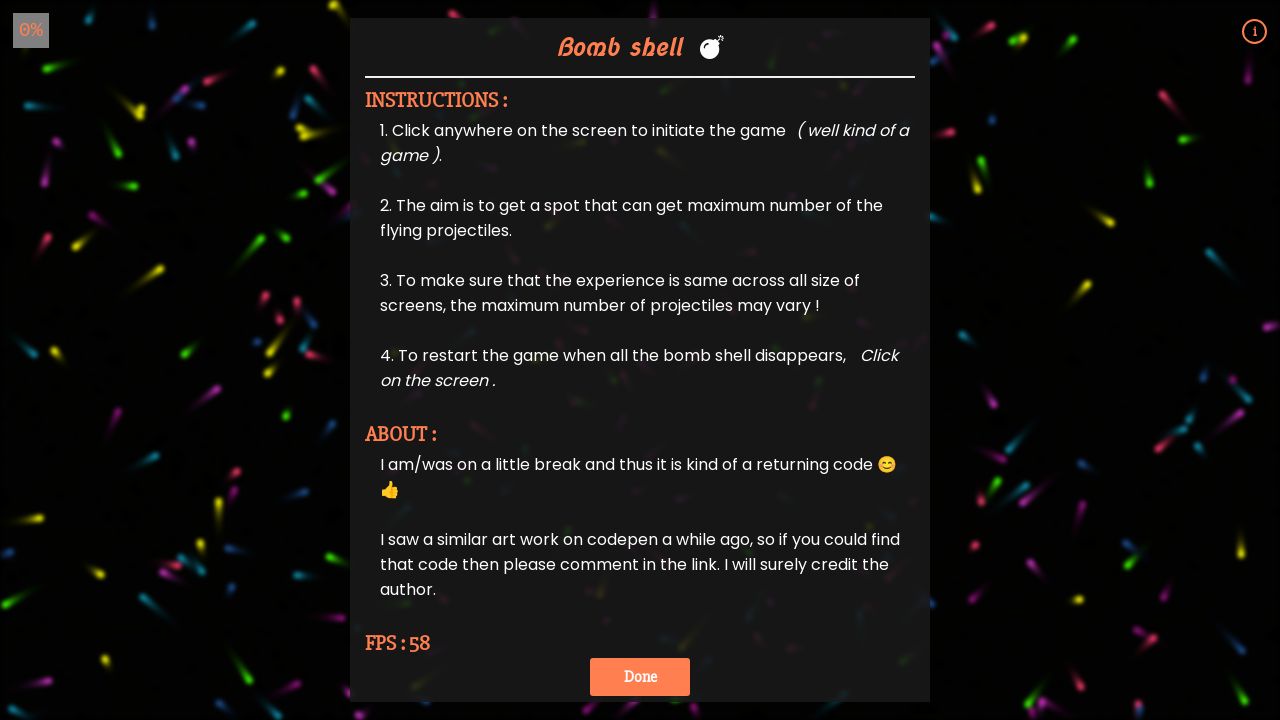 0%
i
Bomb shell 💣
INSTRUCTIONS :
1. Click anywhere on the screen to initiate the game ( well kind of a
game ).
2. The aim is to get a spot that can get maximum number of the
flying projectiles.
3. To make sure that the experience is same across all size of
screens, the maximum number of projectiles may vary !
4. To restart the game when all the bomb shell disappears, Click
on the screen .
ABOUT :
I am/was on a little break and thus it is kind of a returning code 😊
👍
I saw a similar art work on codepen a while ago, so if you could find
that code then please comment in the link. I will surely credit the
author.
FPS : 58
Done